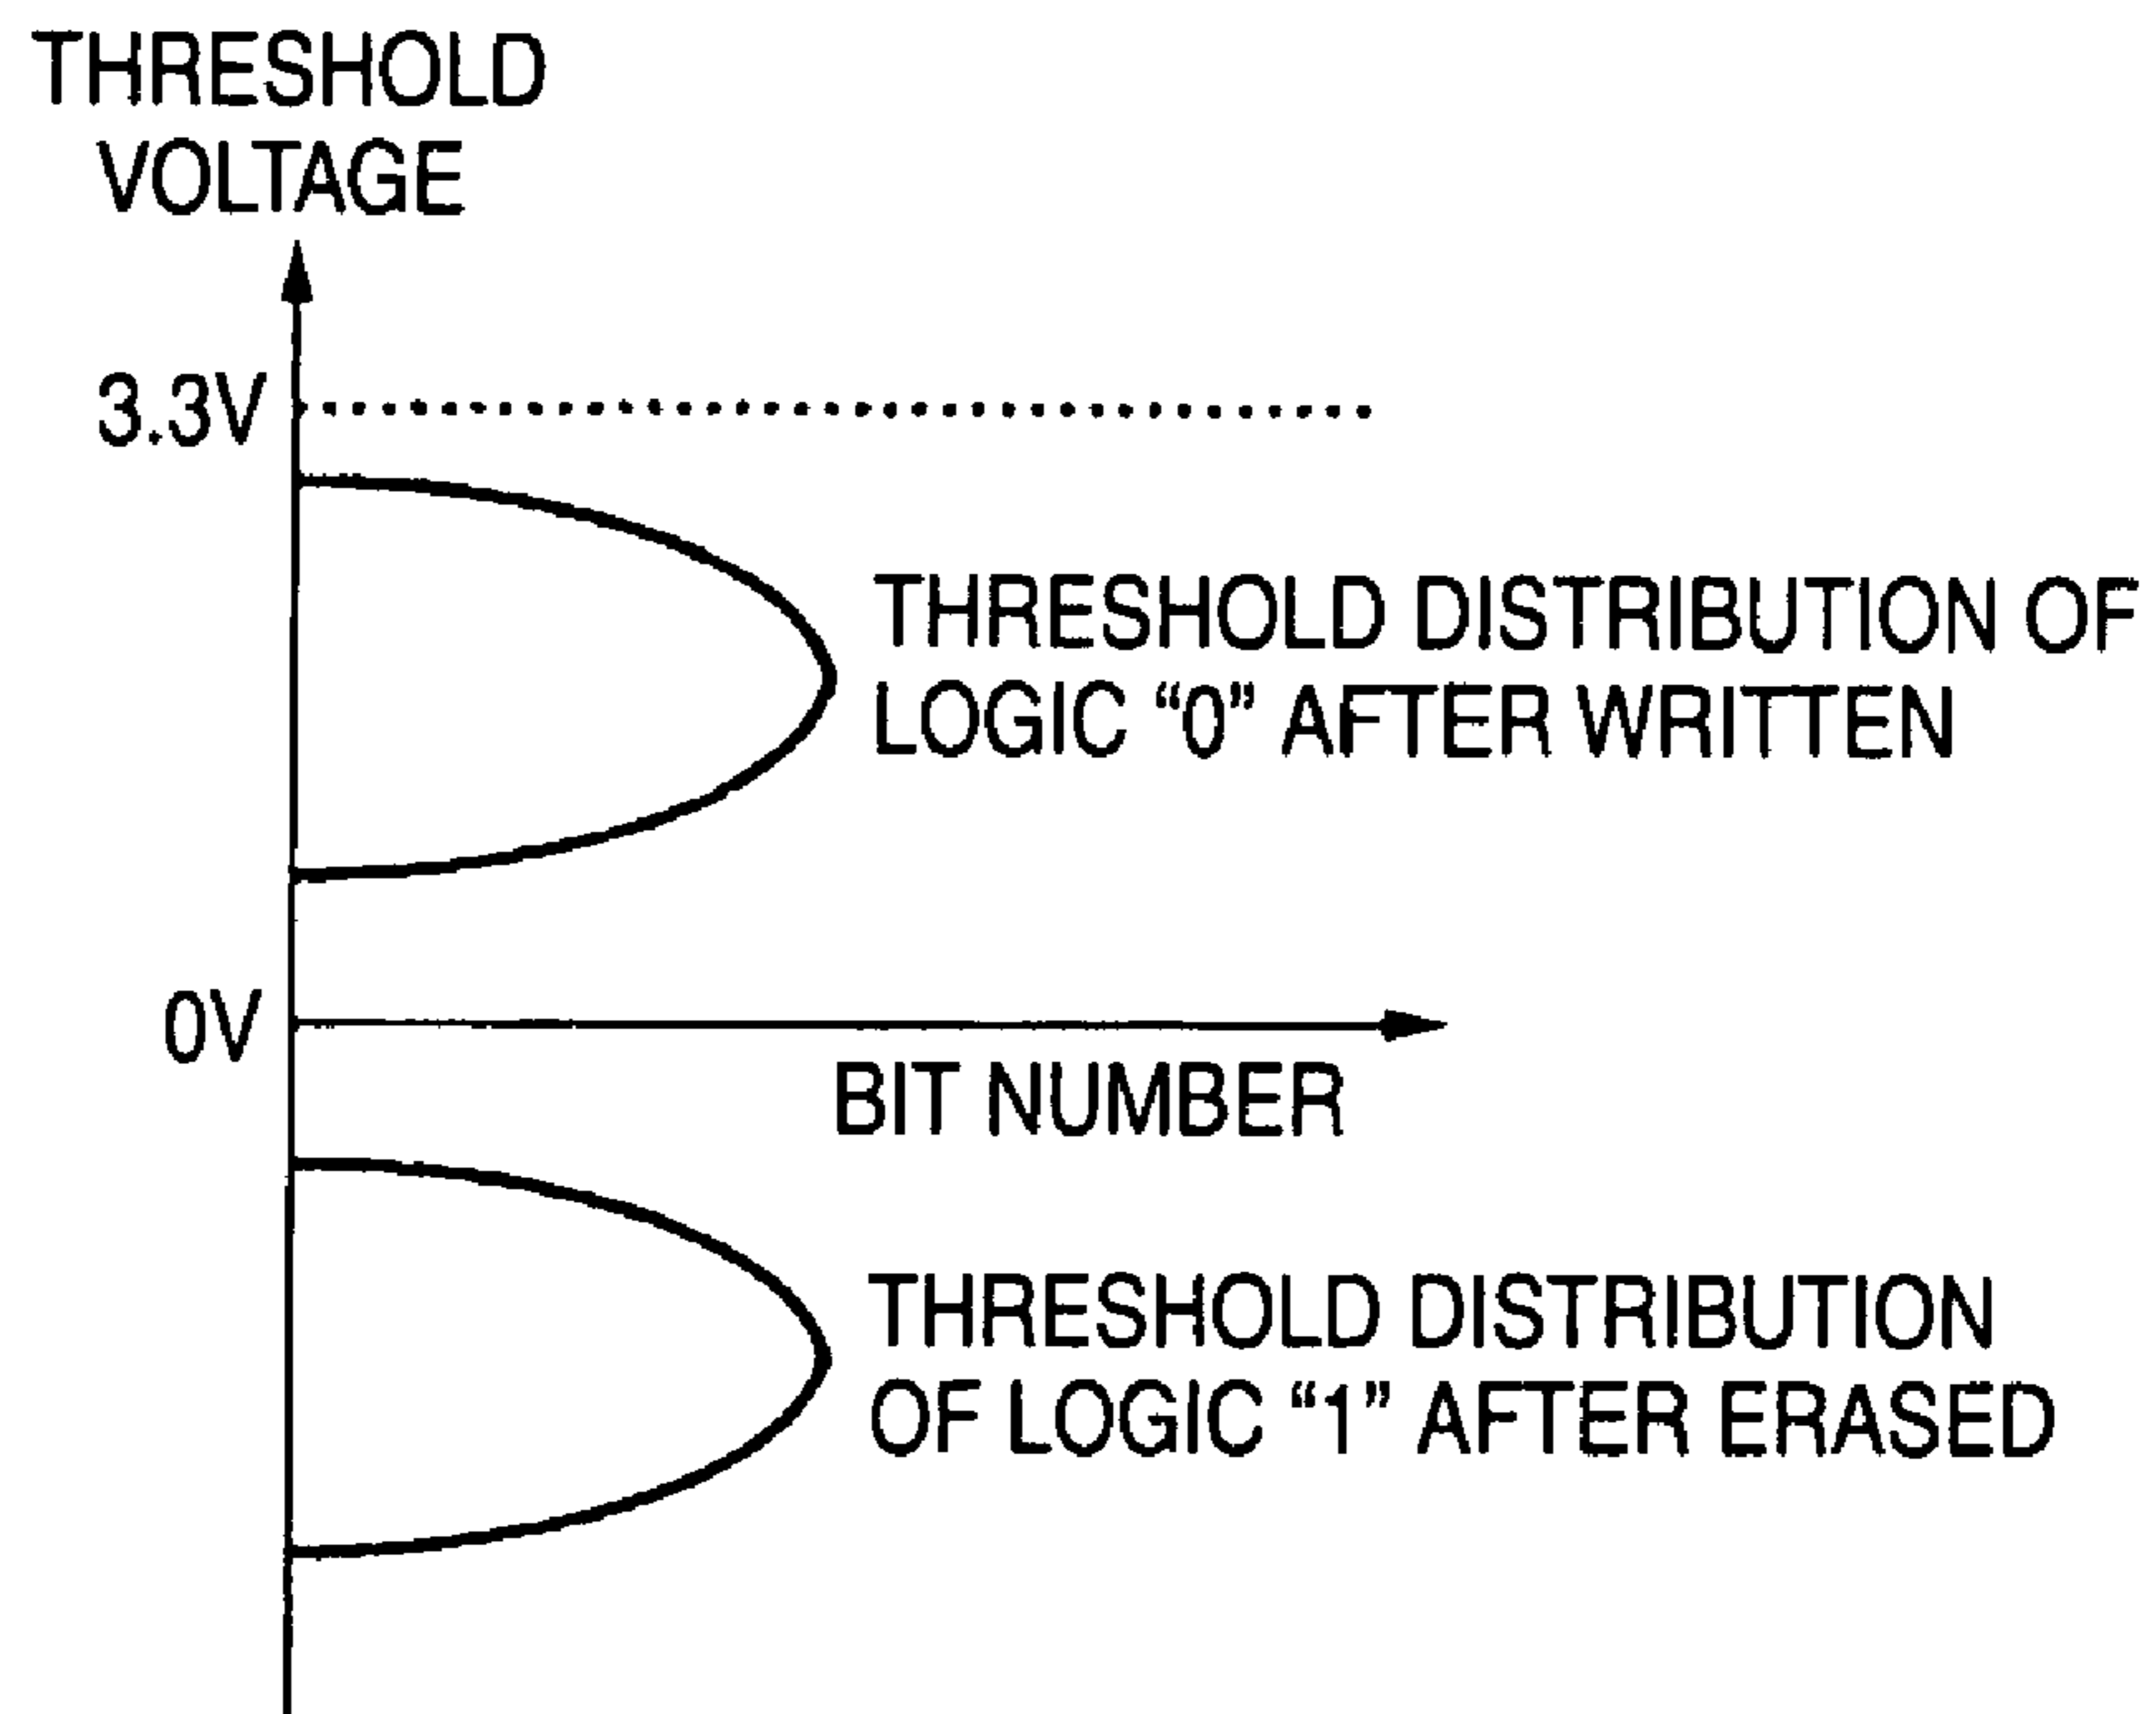 THRESHOLD
VOLTAGE
3.3V
THRESHOLD DISTRIBUTION OF
LOGIC “0” AFTER WRITTEN
0V
BIT NUMBER
THRESHOLD DISTRIBUTION
OF LOGIC “1” AFTER ERASED